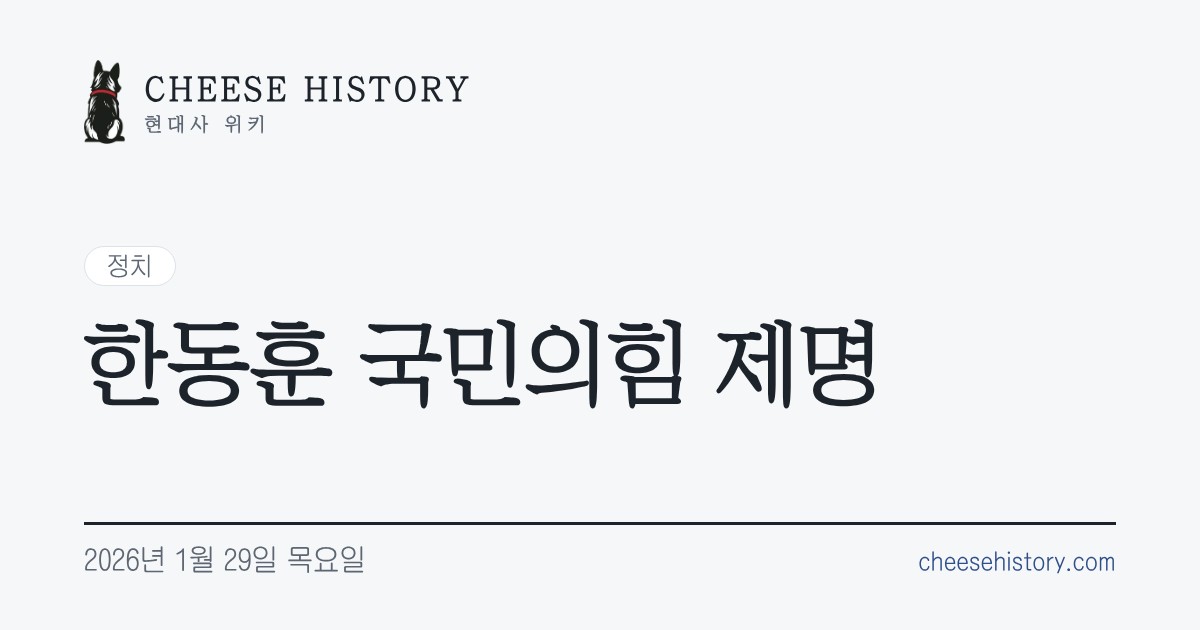 CHEESE HISTORY
현대사 위키
정치
한동훈 국민의힘 제명
2026년 1월 29일 목요일
cheesehistory.com